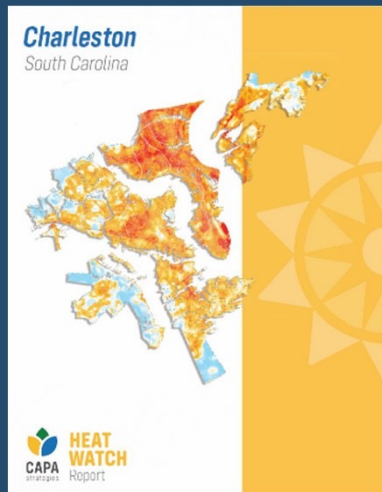 Charleston
South Carolina
CAPA
strategies
HEAT
WATCH
Report